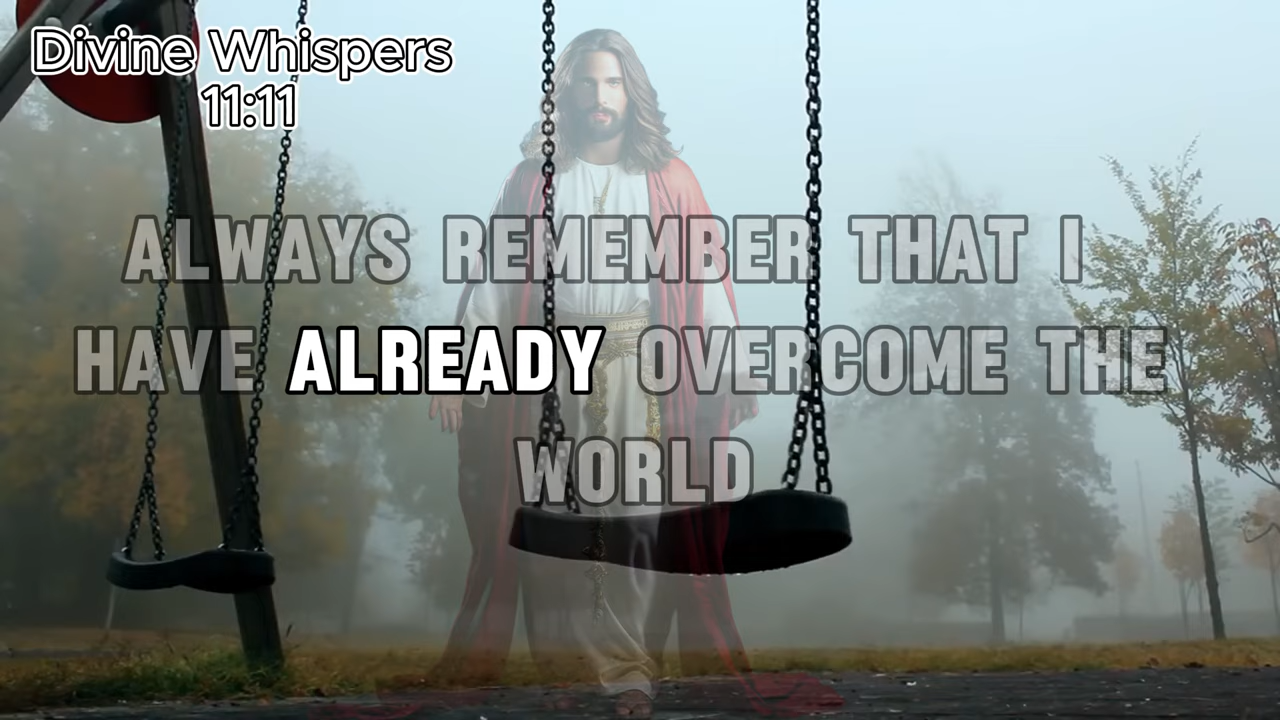 Divine Whispers
11:11
ALWAYS REMEMBER THAT I
HAVE ALREADY OVERCOME THE
WORLD